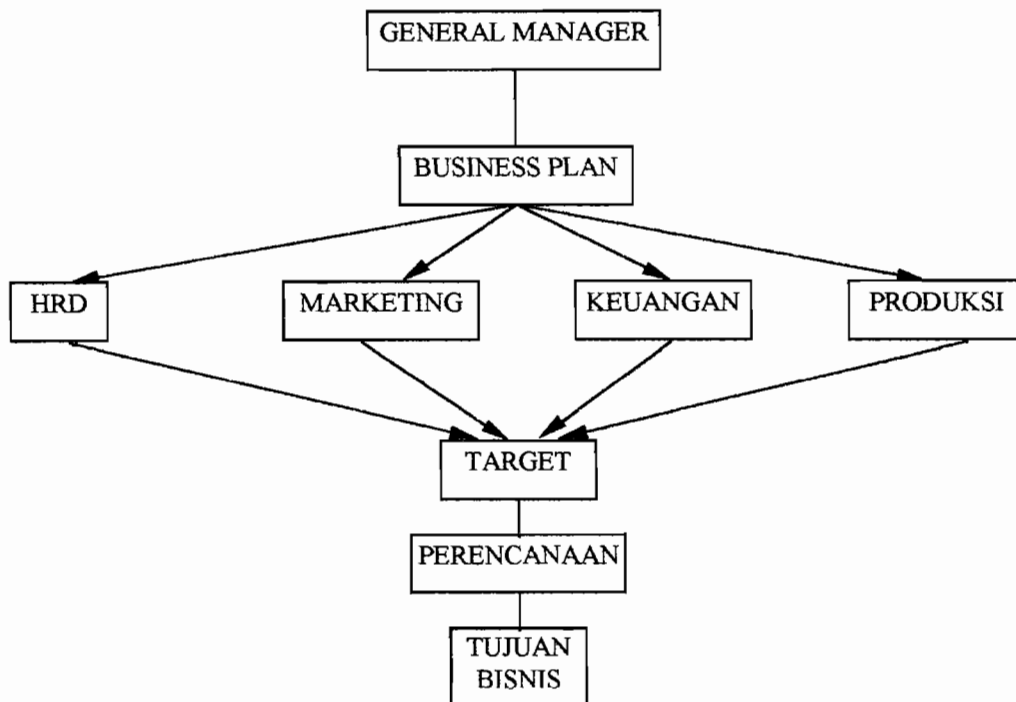 GENERAL MANAGER
BUSINESS PLAN
HRD
MARKETING
KEUANGAN
PRODUKSI
TARGET
PERENCANAAN
TUJUAN
BISNIS